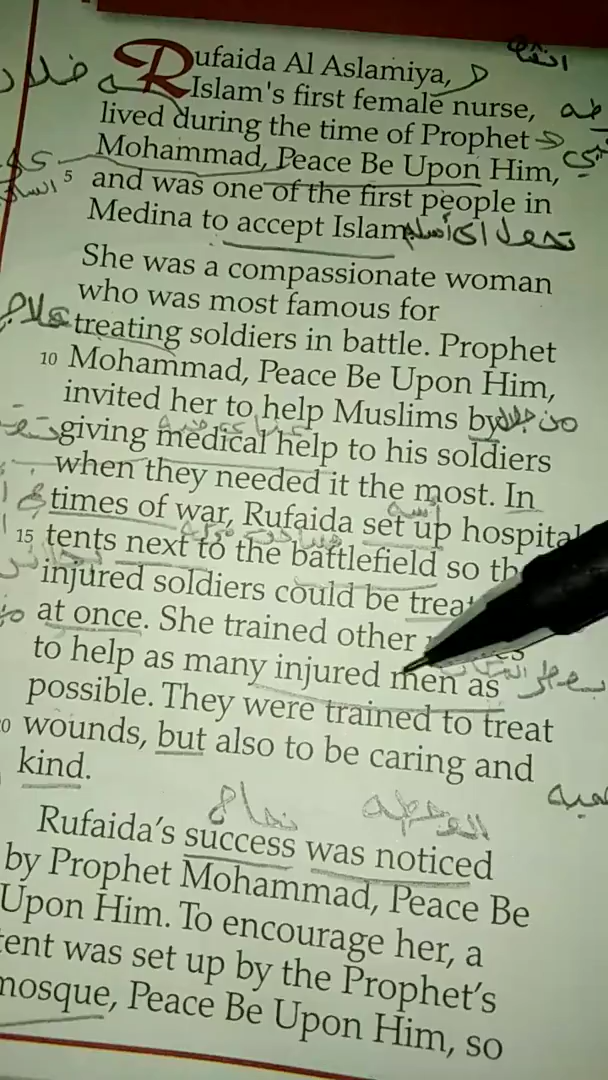 Rufaida Al Aslamiya,
Islam's first female nurse,
lived during the time of Prophet
Mohammad, Peace Be Upon Him,
5 and was one of the first people in
Medina to accept Islam
She was a compassionate woman
who was most famous for
علاج treating soldiers in battle. Prophet
10 Mohammad, Peace Be Upon Him,
invited her to help Muslims by من خلال
giving medical help to his soldiers
when they needed it the most. In
times of war, Rufaida set up hospital
15 tents next to the battlefield so
injured soldiers could be
at once. She trained other
to help as many injured men as
possible. They were trained to treat
wounds, but also to be caring and
kind.
نجاح
Rufaida's success was noticed
by Prophet Mohammad, Peace Be
Upon Him. To encourage her, a
tent was set up by the Prophet's
mosque, Peace Be Upon Him, so